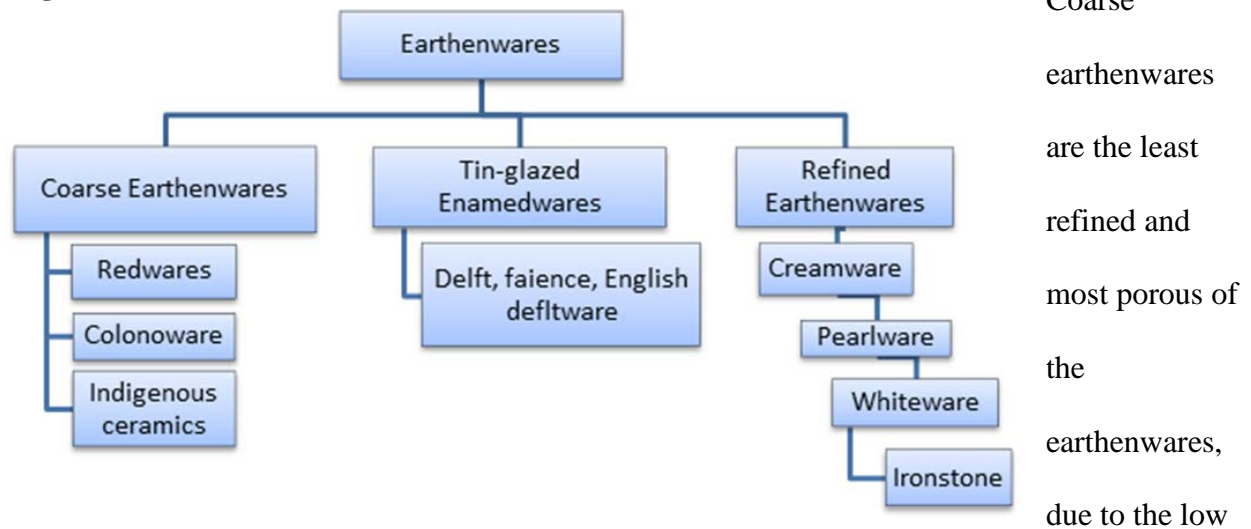 Earthenwares
Coarse Earthenwares
Redwares
Colonoware
Indigenous
ceramics
Tin-glazed
Enamedwares
Delft, faience, English
defltware
Refined
Earthenwares
Creamware
Pearlware
Whiteware
Ironstone
Coarse
earthenwares
are the least
refined and
most porous of
the
earthenwares,
due to the low